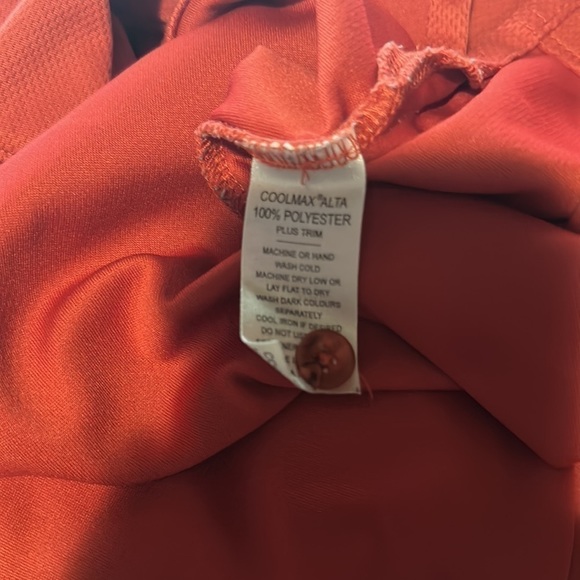 COOLMAX®ALTA
100% POLYESTER
PLUS TRIM
MACHINE OR HAND
WASH COLD
MACHINE DRY LOW OR
LAY FLAT TO DRY
WASH DARK COLOURS
SEPARATELY
COOL IRON IF DESIRED
DO NOT